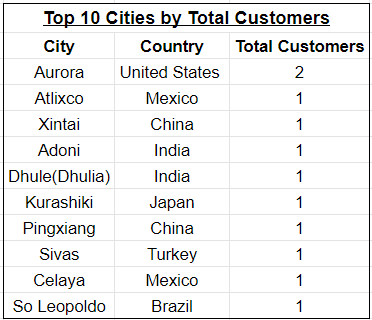 Top 10 Cities by Total Customers
City Country Total Customers
Aurora United States 2
Atlixco Mexico 1
Xintai China 1
Adoni India 1
Dhule(Dhulia) India 1
Kurashiki Japan 1
Pingxiang China 1
Sivas Turkey 1
Celaya Mexico 1
So Leopoldo Brazil 1